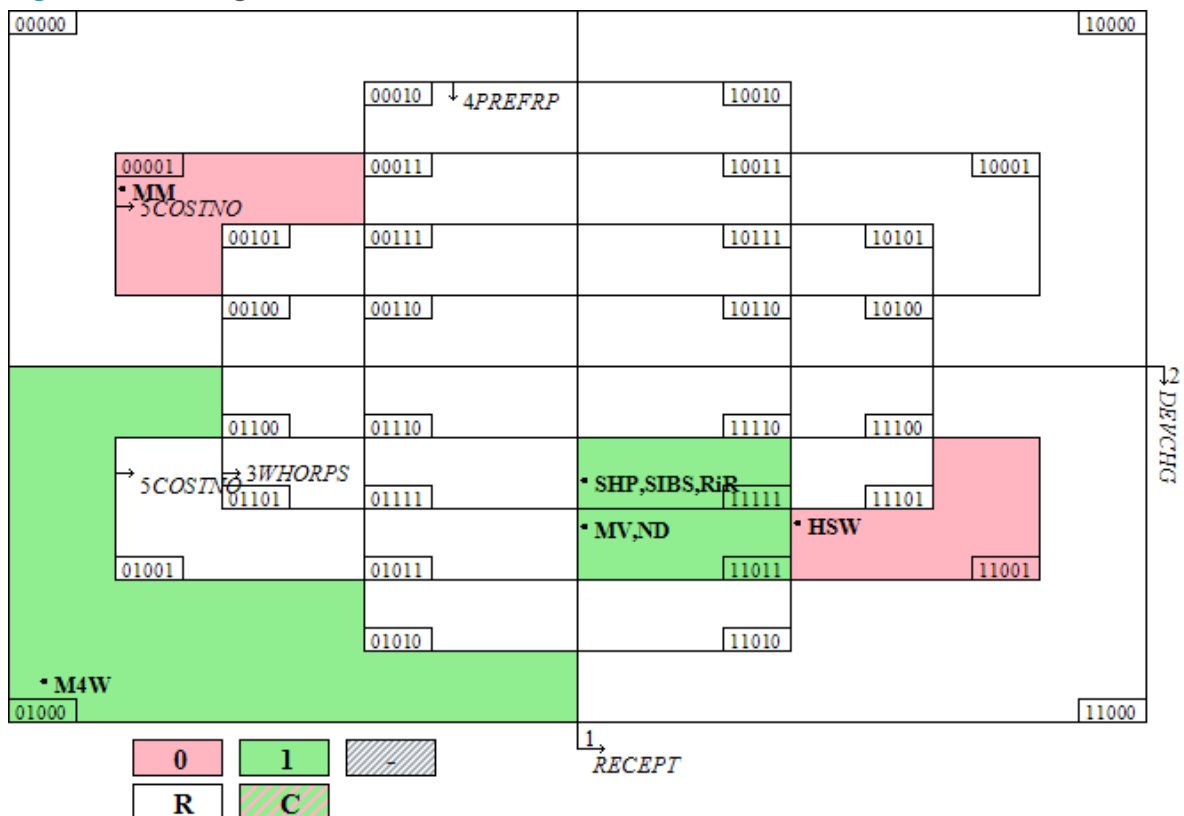 00000 10000
00010 4PREFRP 10010
00001 00011 10011 10001
MM
5COSTNO
00101 00111 10111 10101
00100 00110 10110 10100
2
DEVCHG
01100 01110 11110 11100
5COSTNO 3WHORPS SHP,SIBS,RiR
01101 01111 11111 11101
MV,ND HSW
01001 01011 11011 11001
01010 11010
M4W
01000 11000
1
RECEPT
0 1 -
R C